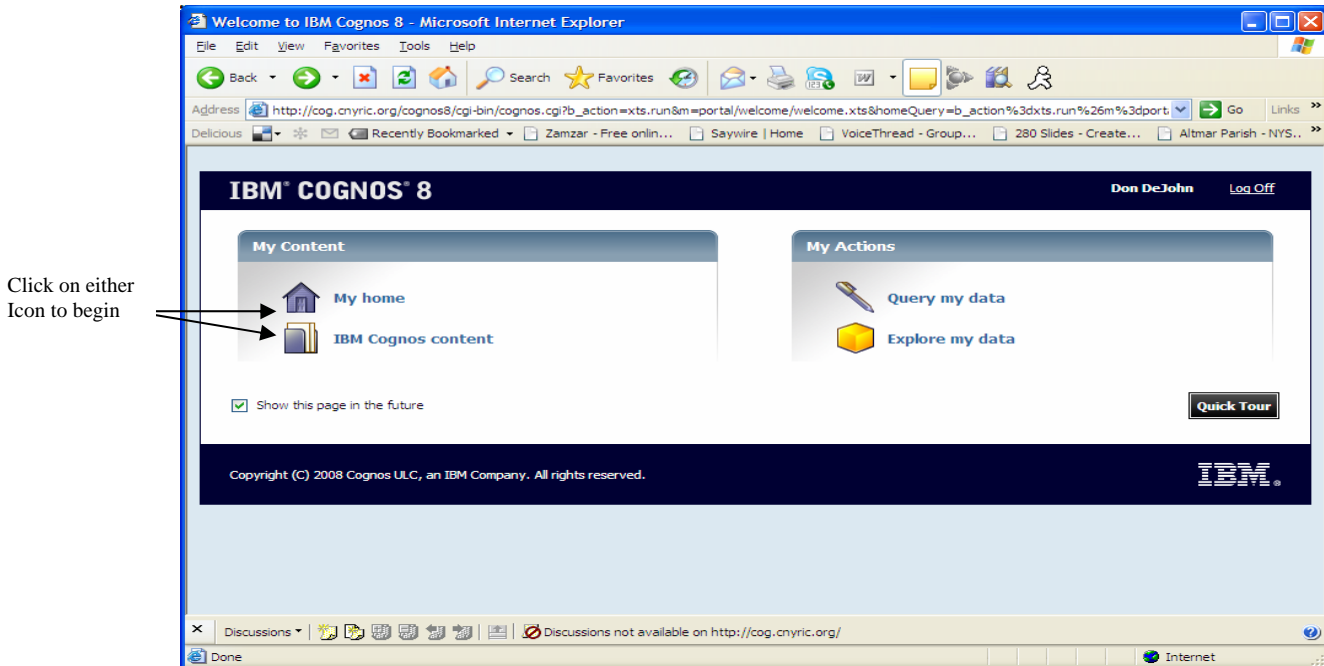 Welcome to IBM Cognos 8 - Microsoft Internet Explorer
File Edit View Favorites Tools Help
Back Search Favorites
Address http://cog.cnyric.org/cognos8/cgi-bin/cognos.cgi?b_action=xts.run&m=portal/welcome/welcome.xts&homeQuery=b_action%3dxts.run%26m%3dport Go Links »
Delicious Recently Bookmarked Zamzar - Free onlin... Saywire | Home VoiceThread - Group... 280 Slides - Create... Altmar Parish - NYS.. »
IBM® COGNOS® 8 Don DeJohn Log Off
My Content
My Actions
Click on either
Icon to begin
My home
Query my data
IBM Cognos content
Explore my data
Show this page in the future
Quick Tour
Copyright (C) 2008 Cognos ULC, an IBM Company. All rights reserved.
IBM®
× Discussions Discussions not available on http://cog.cnyric.org/
Done Internet